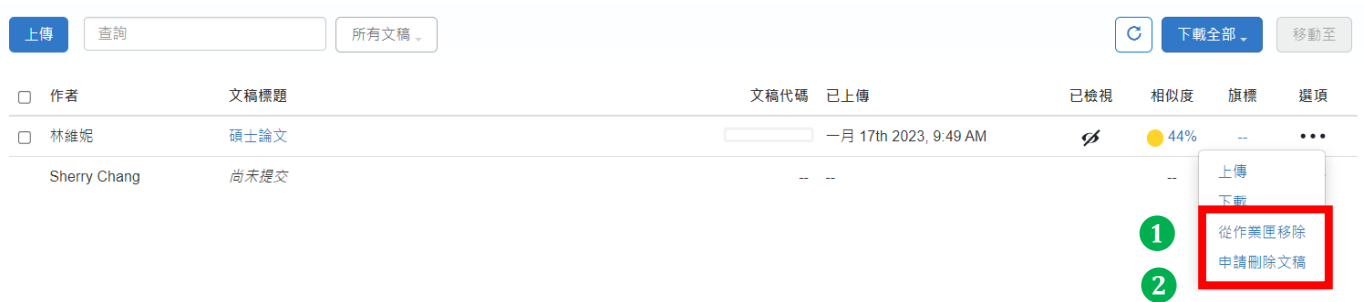 上傳 查詢 所有文稿 下載全部 移動至
作者 文稿標題 文稿代碼 已上傳 已檢視 相似度 旗標 選項
林維妮 碩士論文 一月 17th 2023, 9:49 AM 44% -- •••
Sherry Chang 尚未提交 -- -- --
上傳
下載
1 從作業匣移除
申請刪除文稿
2